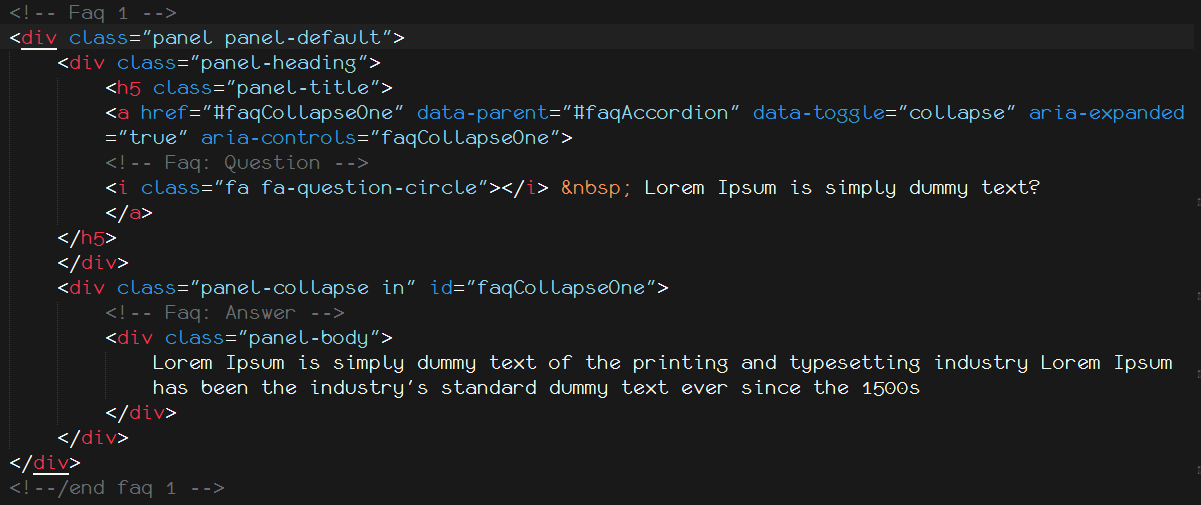 <!-- Faq 1 -->
<div class="panel panel-default">
<div class="panel-heading">
<h5 class="panel-title">
<a href="#faqCollapseOne" data-parent="#faqAccordion" data-toggle="collapse" aria-expanded
="true" aria-controls="faqCollapseOne">
<!-- Faq: Question -->
<i class="fa fa-question-circle"></i> &nbsp; Lorem Ipsum is simply dummy text?
</a>
</h5>
</div>
<div class="panel-collapse in" id="faqCollapseOne">
<!-- Faq: Answer -->
<div class="panel-body">
Lorem Ipsum is simply dummy text of the printing and typesetting industry Lorem Ipsum
has been the industry's standard dummy text ever since the 1500s
</div>
</div>
</div>
<!--/end faq 1 -->